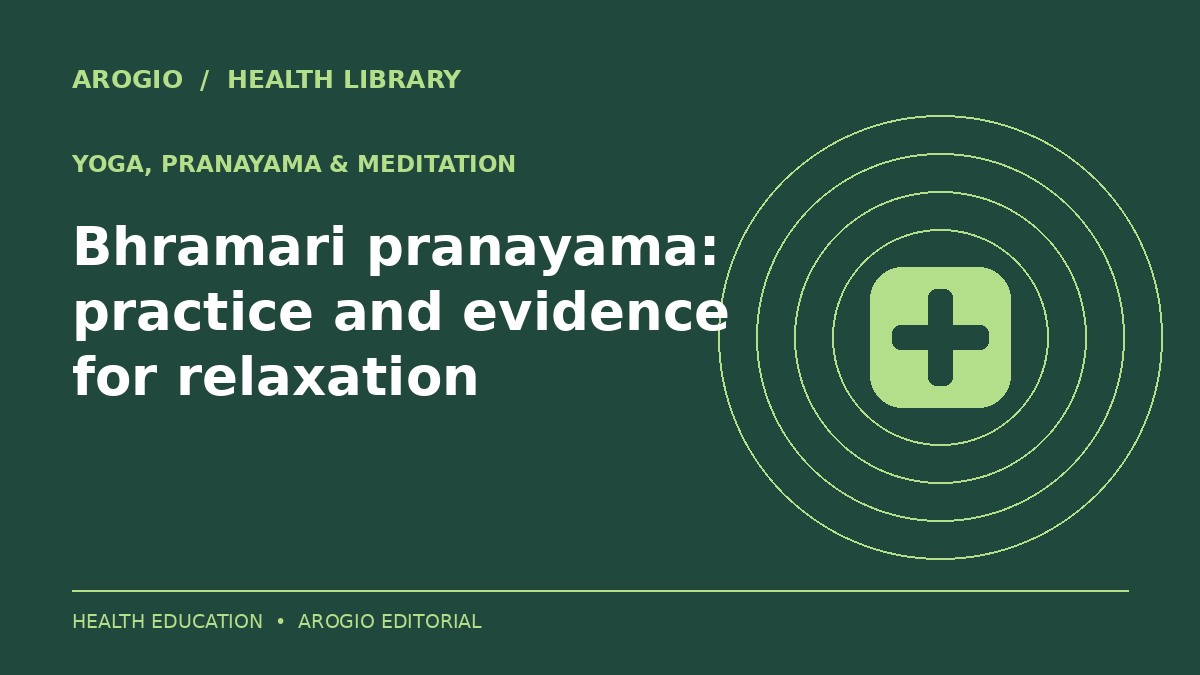 AROGIO / HEALTH LIBRARY
YOGA, PRANAYAMA & MEDITATION
Bhramari pranayama:
practice and evidence
for relaxation
HEALTH EDUCATION • AROGIO EDITORIAL